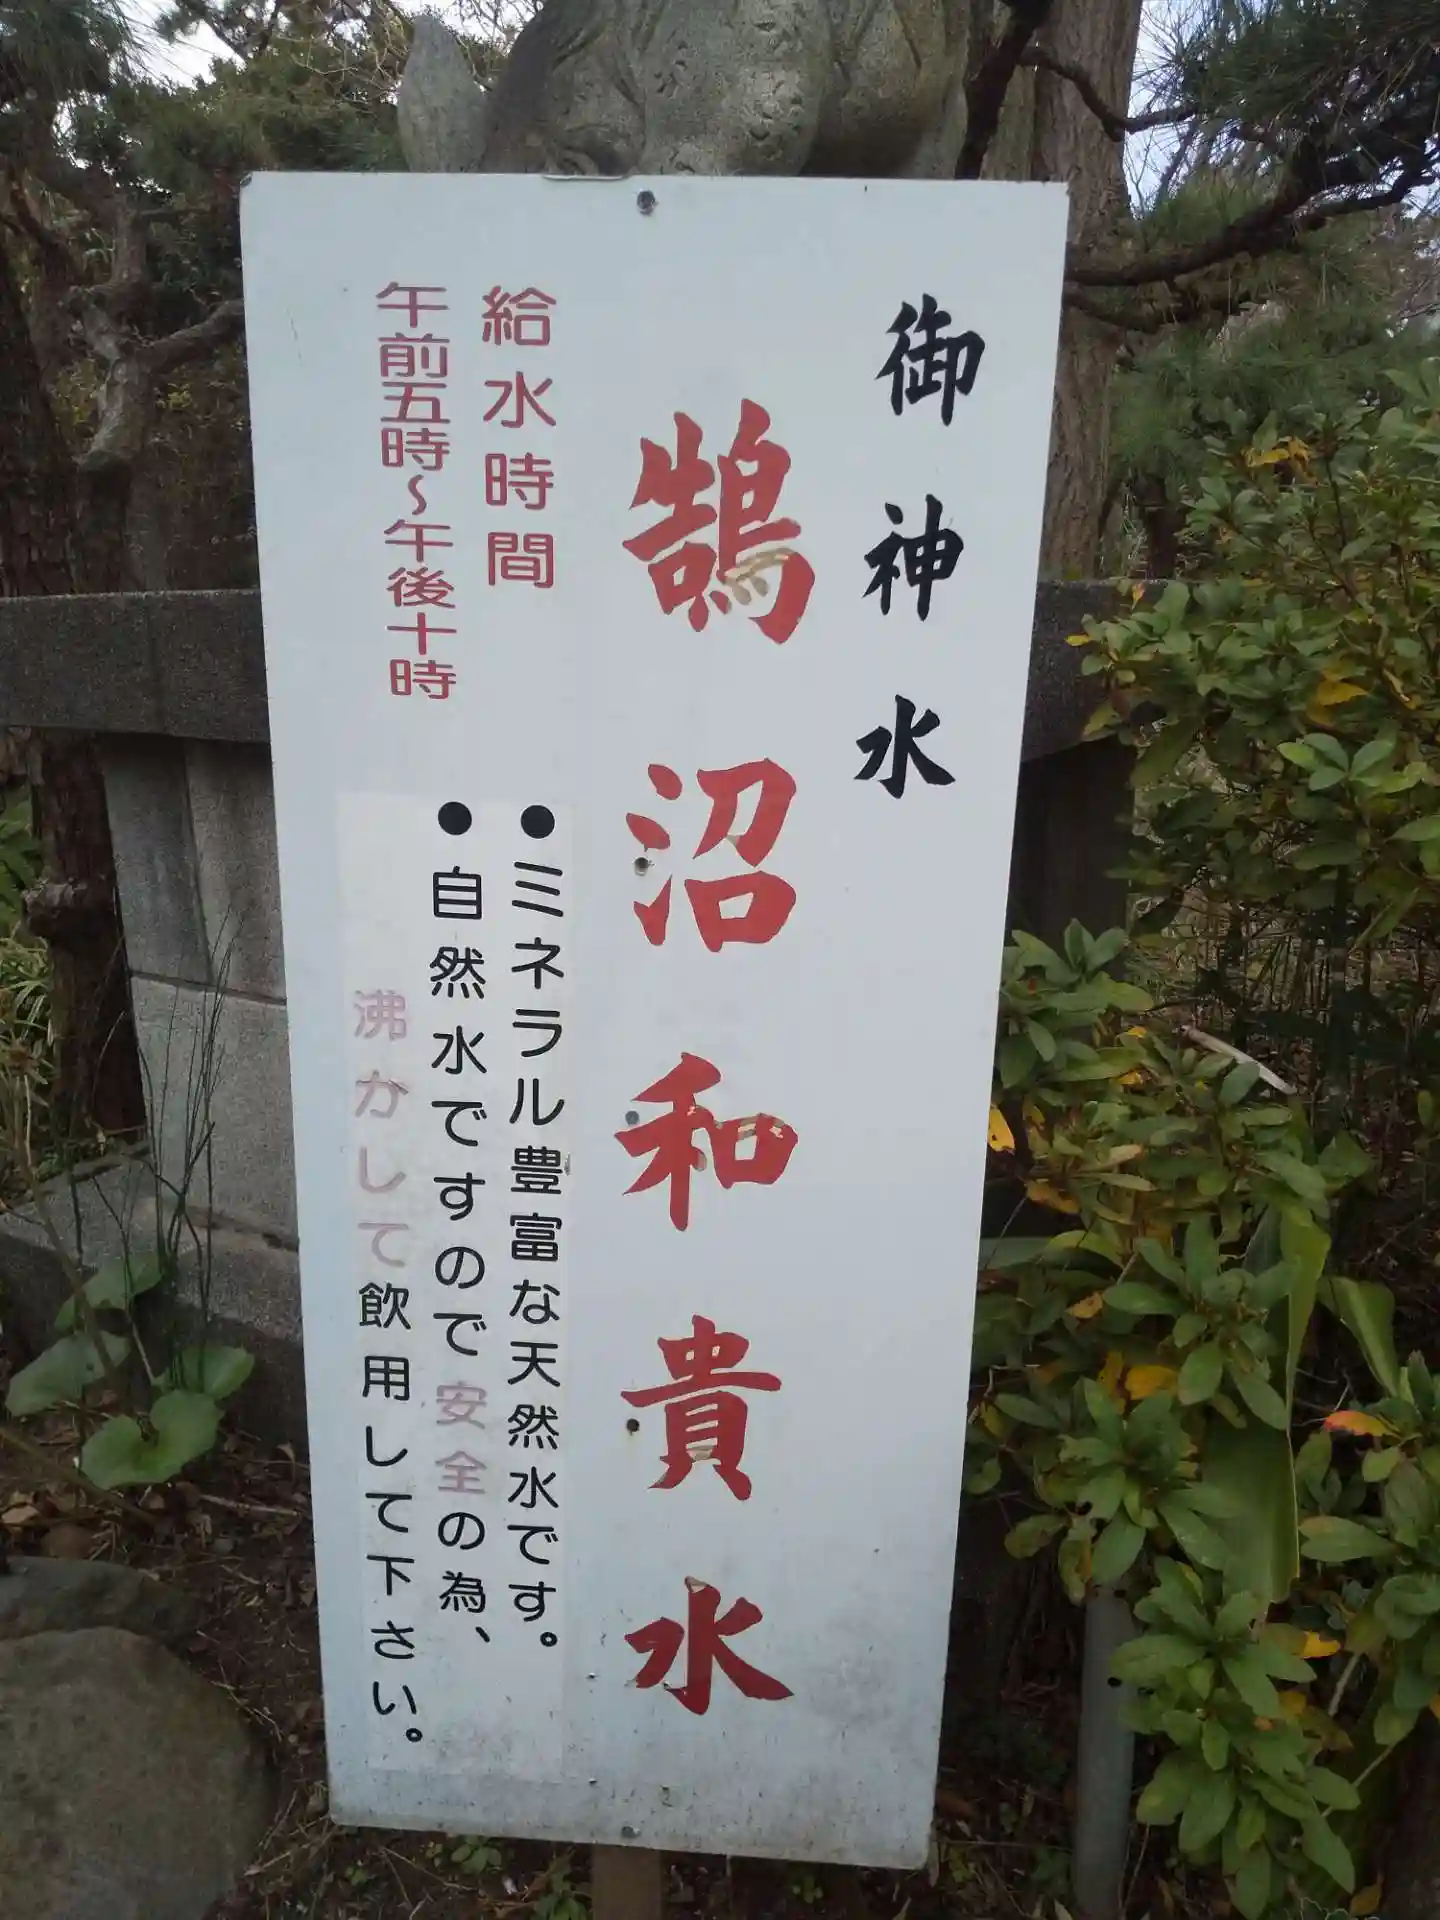 御神水
鵠沼和貴水
給水時間
午前五時～午後十時
●ミネラル豊富な天然水です。
●自然水ですので安全の為、
沸かして飲用して下さい。